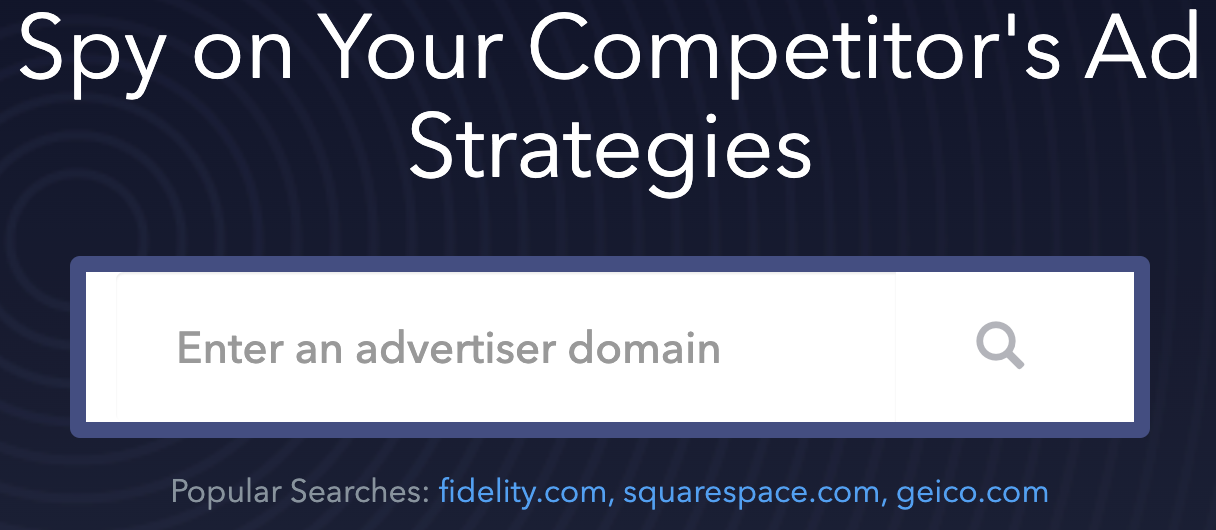 Spy on Your Competitor's Ad
Strategies
Enter an advertiser domain
Popular Searches: fidelity.com, squarespace.com, geico.com